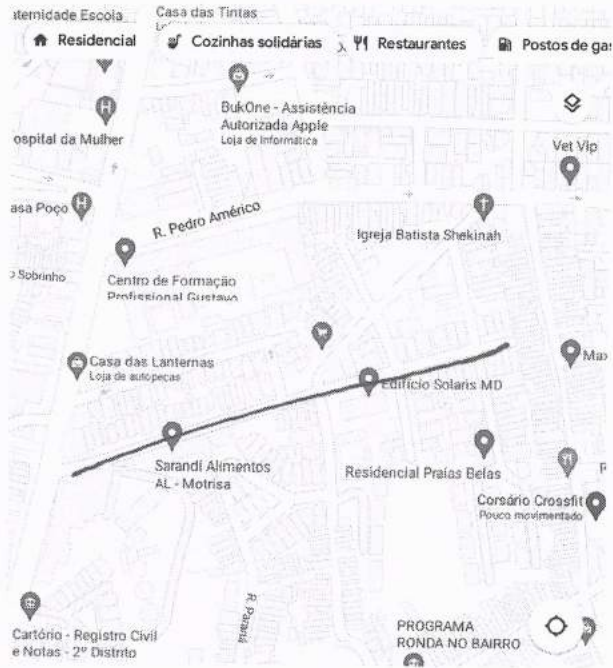 aternidade Escola
Casa das Tintas
Residencial
Cozinhas solidárias
Restaurantes
Postos de gas
BukOne - Assistência
Autorizada Apple
Loja de Informática
ospital da Mulher
Vet Vip
asa Poço
R. Pedro Américo
Igreja Batista Shekinah
Sobrinho
Centro de Formação
Profissional Gustavo
Casa das Lanternas
Loja de autopeças
Max
Edifício Solaris MD
Sarandi Alimentos
AL - Motrisa
Residencial Praias Belas
Corsário Crossfit
Pouco movimentado
R. Paraná
Cartório - Registro Civil
e Notas - 2º Distrito
PROGRAMA
RONDA NO BAIRRO